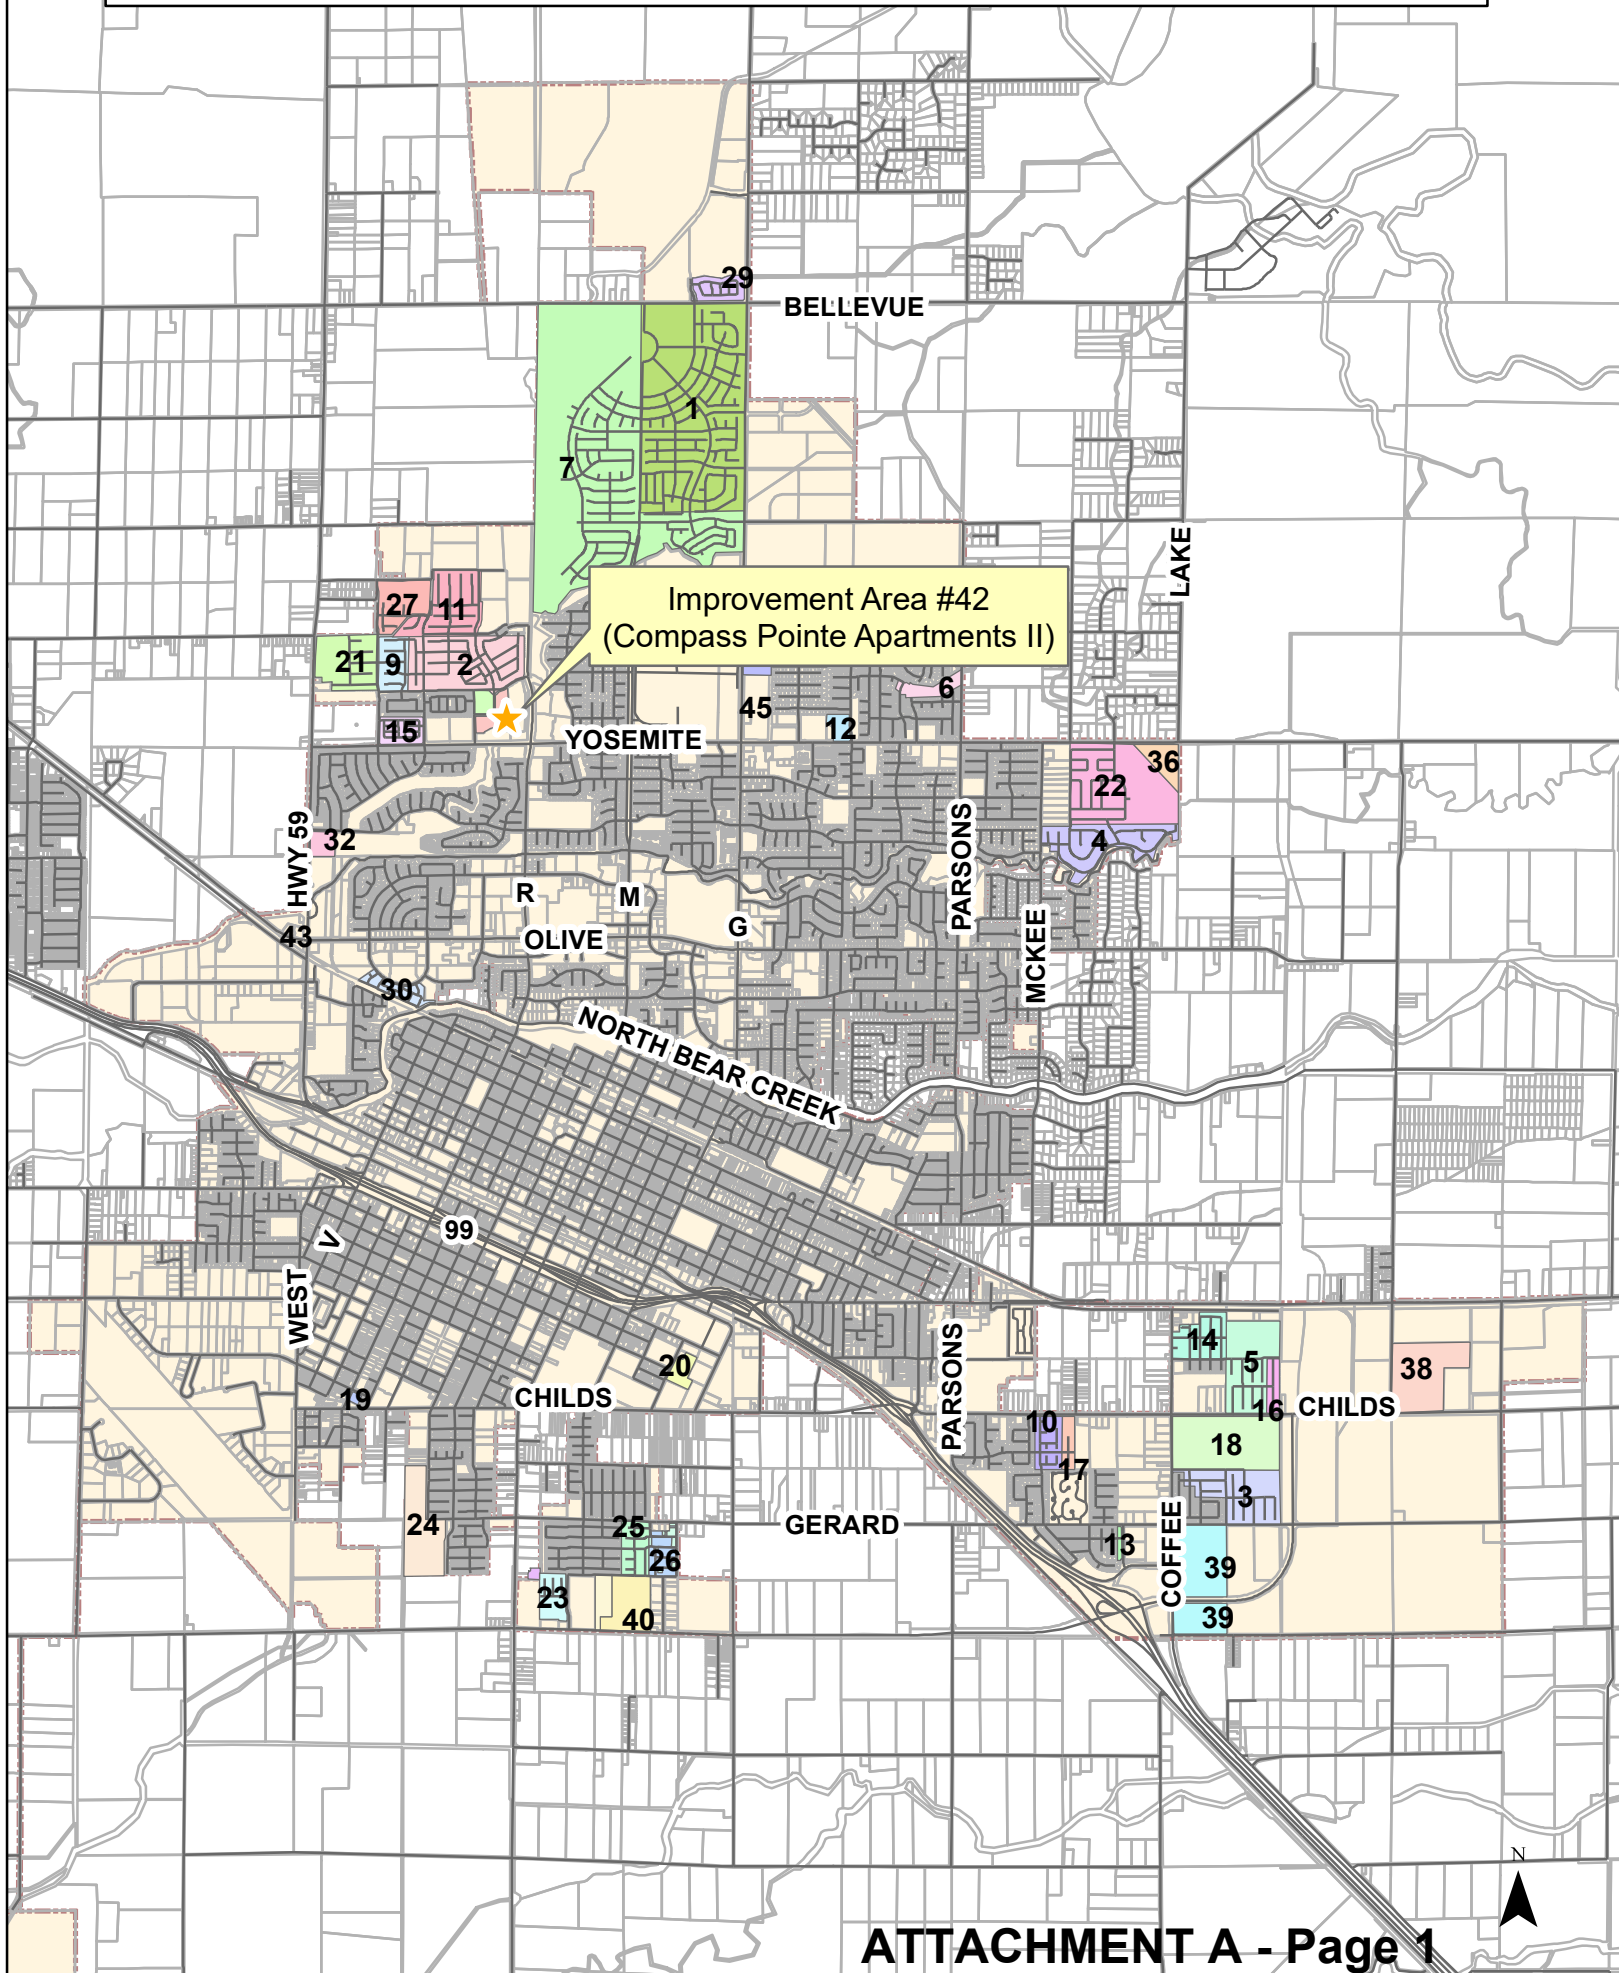 29
BELLEVUE
1
7
LAKE
Improvement Area #42
(Compass Pointe Apartments II)
27
11
21
9
2
6
45
12
15
YOSEMITE
36
22
4
32
HWY 59
PARSONS
R
M
G
MCKEE
43
OLIVE
30
NORTH BEAR CREEK
V
99
WEST
14
5
38
20
PARSONS
19
CHILDS
16
CHILDS
10
18
17
3
24
25
GERARD
COFFEE
13
26
39
23
40
39
N
ATTACHMENT A - Page 1